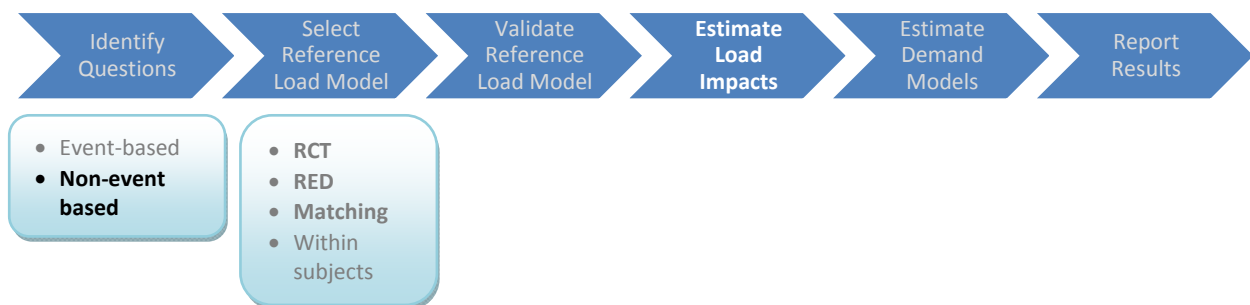 Identify
Questions
Select
Reference
Load Model
Validate
Reference
Load Model
Estimate
Load
Impacts
Estimate
Demand
Models
Report
Results
• Event-based
• Non-event
based
• RCT
• RED
• Matching
• Within
subjects